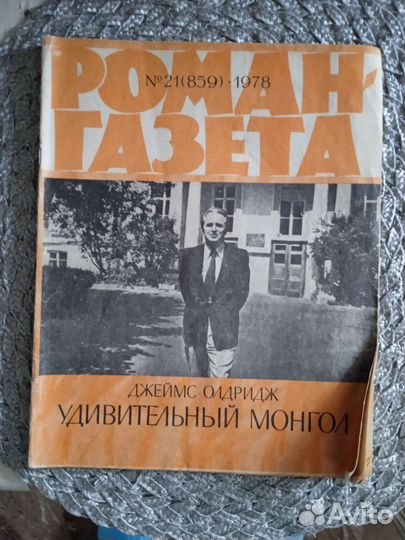 РОМАН-
№21(859)·1978
ГАЗЕТА
ДЖЕЙМС ОЛДРИДЖ
УДИВИТЕЛЬНЫЙ МОНГОЛ
Avito